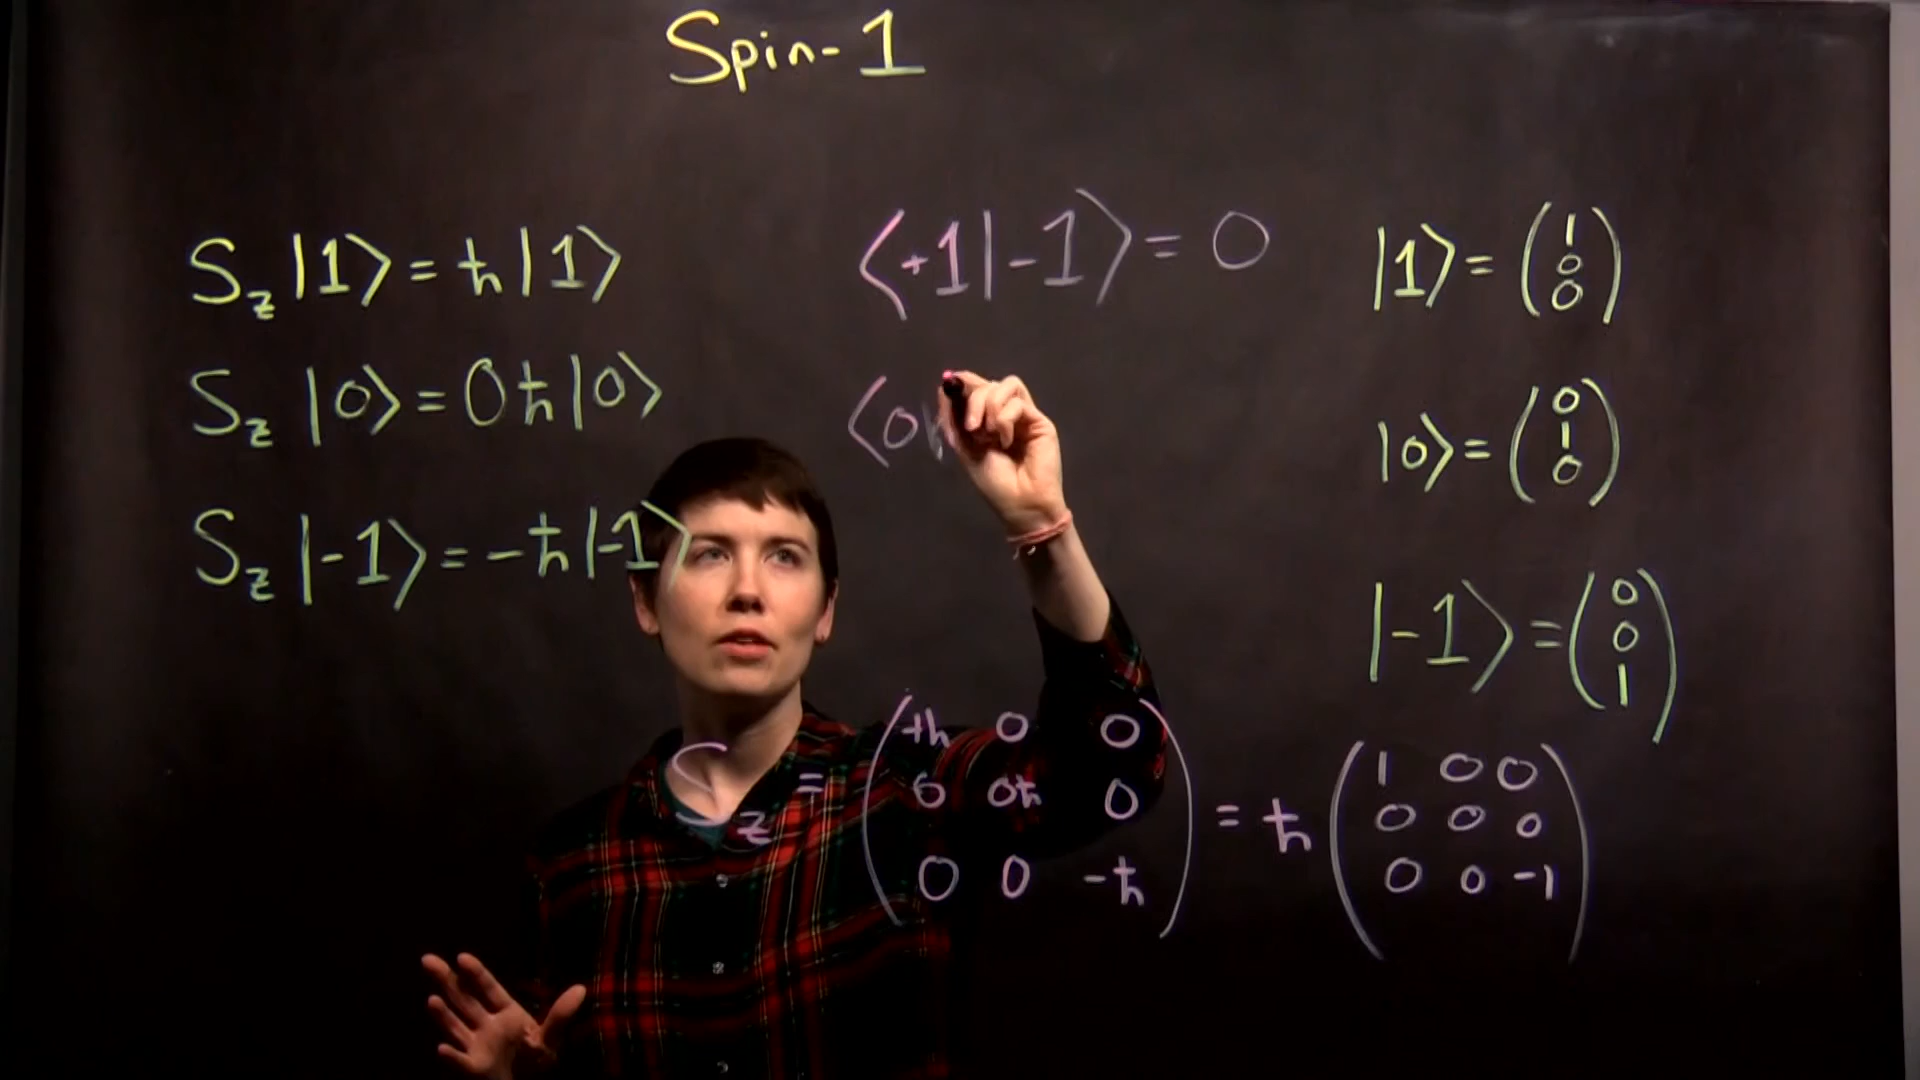 Spin-1
S_z |1⟩ = ħ |1⟩
S_z |0⟩ = 0ħ |0⟩
S_z |-1⟩ = -ħ |-1⟩
⟨+1|-1⟩ = 0
⟨0|
|1⟩ = (1 0 0)
|0⟩ = (0 1 0)
|-1⟩ = (0 0 1)
S_z = (+ħ 0 0
0 0ħ 0
0 0 -ħ)
= ħ (1 0 0
0 0 0
0 0 -1)